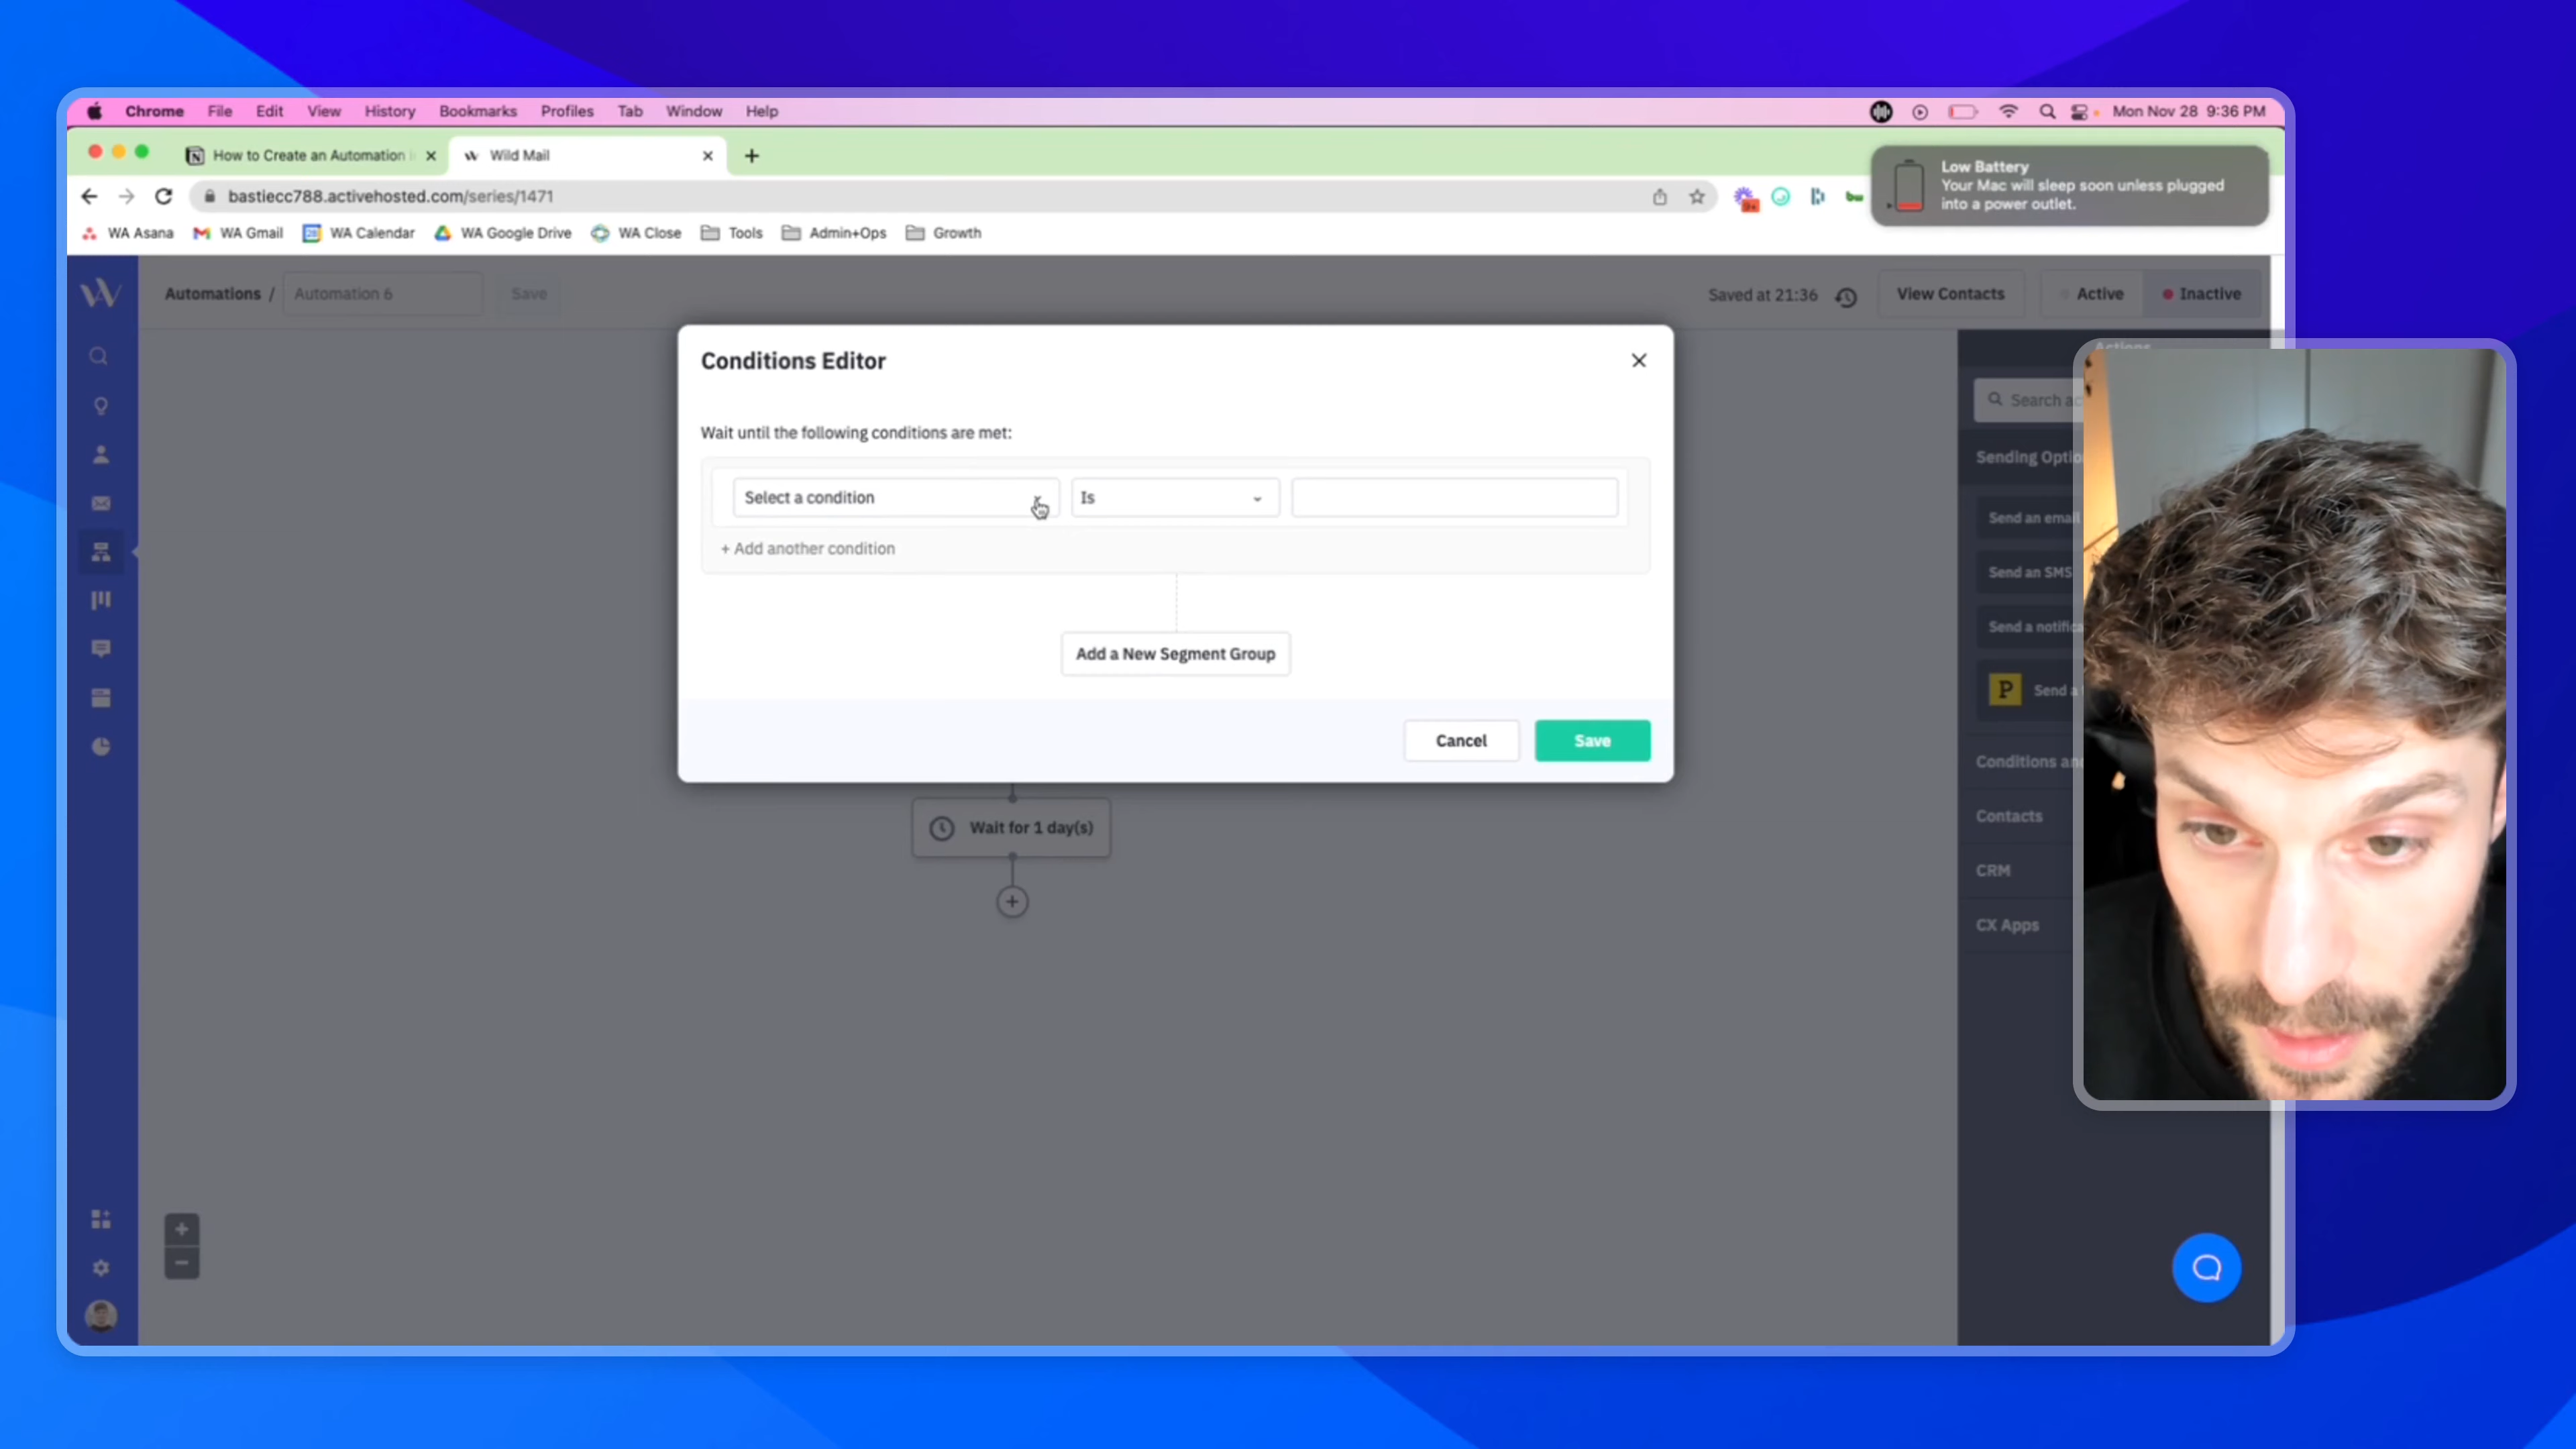 Chrome File Edit View History Bookmarks Profiles Tab Window Help
Mon Nov 28 9:36 PM
How to Create an Automation
Wild Mail
Low Battery
Your Mac will sleep soon unless plugged
into a power outlet.
bastiecc788.activehosted.com/series/1471
WA Asana WA Gmail WA Calendar WA Google Drive WA Close Tools Admin+Ops Growth
Automations / Automation 6 Save
Saved at 21:36 View Contacts Active Inactive
Actions
Conditions Editor
Search
Wait until the following conditions are met:
Sending
Select a condition Is
Send an email
+ Add another condition
Send an SMS
Send a
Add a New Segment Group
P Send a
Cancel Save
Conditions
Contacts
Wait for 1 day(s)
CRM
CX Apps